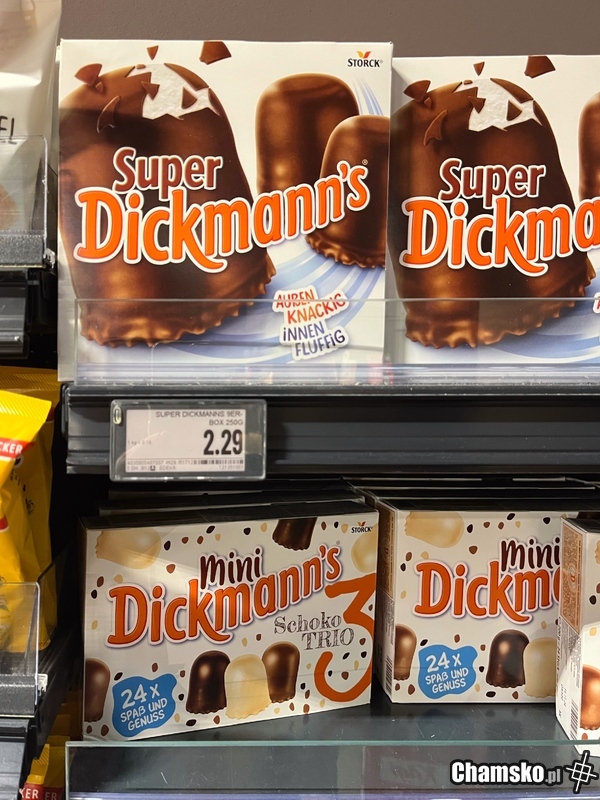 STORCK
Super
Dickmann's
AUßEN
KNACKIG
iNNEN
FLUFFiG
Super
Dickma
SUPER DICKMANNS 9ER-
BOX 250G
2.29
CKER
mini
Dickmann's
STORCK
Schoko
TRIO
3
24 x
SPAß UND
GENUSS
mini
Dickm
24 x
SPAß UND
GENUSS
Chamsko.pl